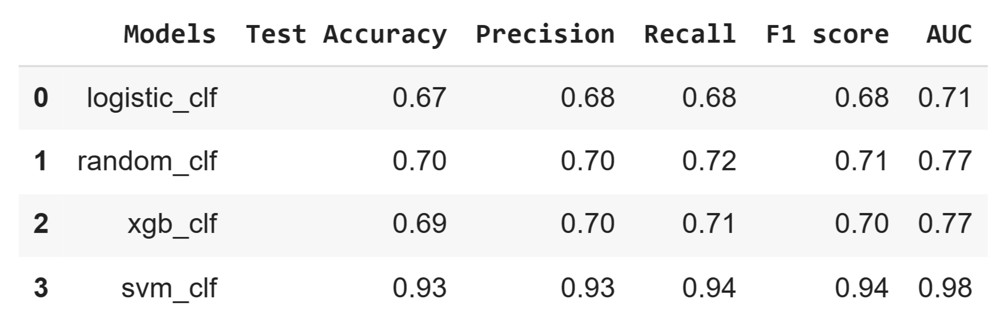 Models Test Accuracy Precision Recall F1 score AUC
0 logistic_clf 0.67 0.68 0.68 0.68 0.71
1 random_clf 0.70 0.70 0.72 0.71 0.77
2 xgb_clf 0.69 0.70 0.71 0.70 0.77
3 svm_clf 0.93 0.93 0.94 0.94 0.98